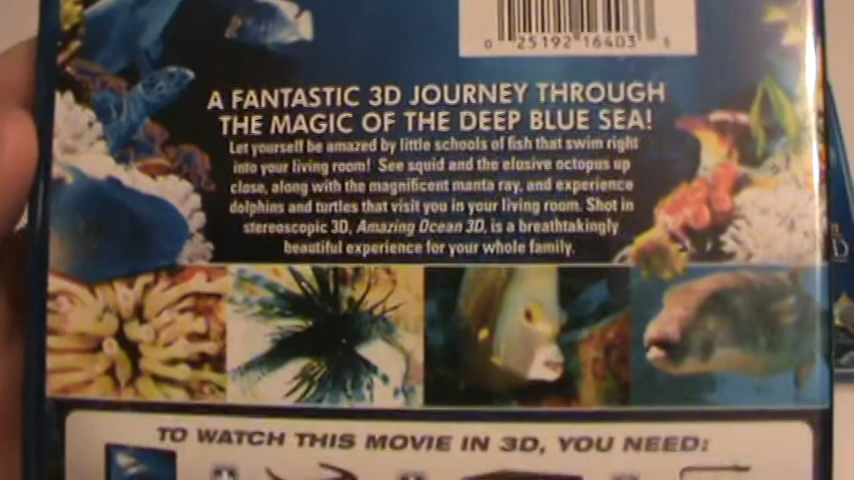 0 25192 16403 5
A FANTASTIC 3D JOURNEY THROUGH
THE MAGIC OF THE DEEP BLUE SEA!
Let yourself be amazed by little schools of fish that swim right
into your living room! See squid and the elusive octopus up
close, along with the magnificent manta ray, and experience
dolphins and turtles that visit you in your living room. Shot in
stereoscopic 3D, Amazing Ocean 3D, is a breathtakingly
beautiful experience for your whole family.
TO WATCH THIS MOVIE IN 3D, YOU NEED: